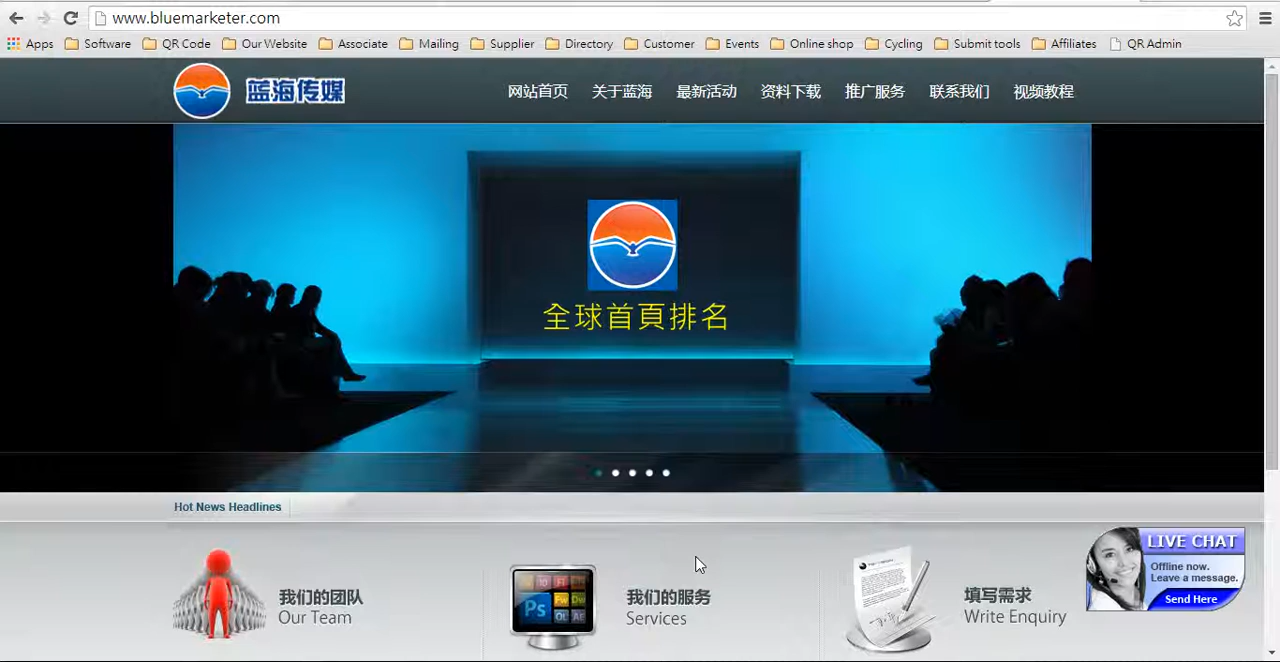 www.bluemarketer.com
Apps Software QR Code Our Website Associate Mailing Supplier Directory Customer Events Online shop Cycling Submit tools Affiliates QR Admin
蓝海传媒 网站首页 关于蓝海 最新活动 资料下载 推广服务 联系我们 视频教程
全球首頁排名
Hot News Headlines
LIVE CHAT
Offline now.
Leave a message.
Send Here
我们的团队
Our Team
Ps
Fw
Dw
我们的服务
Services
填写需求
Write Enquiry